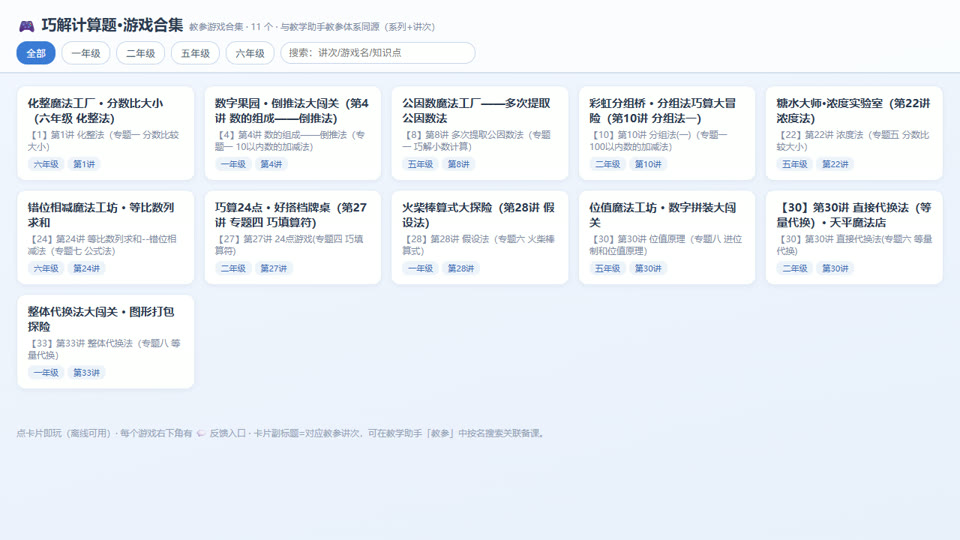 巧解计算题·游戏合集 教参游戏合集 · 11 个 · 与教学助手教参体系同源（系列+讲次）
全部 一年级 二年级 五年级 六年级 搜索：讲次/游戏名/知识点
化整魔法工厂 · 分数比大小
（六年级 化整法）
【1】第1讲 化整法（专题一 分数比较
大小）
六年级 第1讲
数字果园 · 倒推法大闯关（第4
讲 数的组成——倒推法）
【4】第4讲 数的组成——倒推法（专
题一 10以内数的加减法）
一年级 第4讲
公因数魔法工厂——多次提取
公因数法
【8】第8讲 多次提取公因数法（专题
一 巧解小数计算）
五年级 第8讲
彩虹分组桥 · 分组法巧算大冒
险（第10讲 分组法一）
【10】第10讲 分组法(一)（专题一
100以内数的加减法）
二年级 第10讲
糖水大师·浓度实验室（第22讲
浓度法）
【22】第22讲 浓度法（专题五 分数比
较大小）
五年级 第22讲
错位相减魔法工坊 · 等比数列
求和
【24】第24讲 等比数列求和--错位相
减法（专题七 公式法）
六年级 第24讲
巧算24点 · 好搭档牌桌（第27
讲 专题四 巧填算符）
【27】第27讲 24点游戏(专题四 巧填
算符)
二年级 第27讲
火柴棒算式大探险（第28讲 假
设法）
【28】第28讲 假设法（专题六 火柴棒
算式）
一年级 第28讲
位值魔法工坊 · 数字拼装大闯
关
【30】第30讲 位值原理（专题八 进位
制和位值原理）
五年级 第30讲
【30】第30讲 直接代换法（等
量代换）· 天平魔法店
【30】第30讲 直接代换法(专题六 等量
代换)
二年级 第30讲
整体代换法大闯关 · 图形打包
探险
【33】第33讲 整体代换法（专题八 等
量代换）
一年级 第33讲
点卡片即玩（离线可用）· 每个游戏右下角有 反馈入口 · 卡片副标题=对应教参讲次，可在教学助手「教参」中按名搜索关联备课。